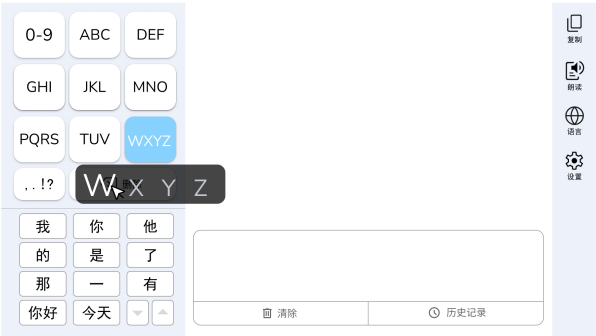 0-9 ABC DEF
GHI JKL MNO
PQRS TUV WXYZ
, . !?
W X Y Z
我 你 他
的 是 了
那 一 有
你好 今天
清除 历史记录
复制
朗读
语言
设置